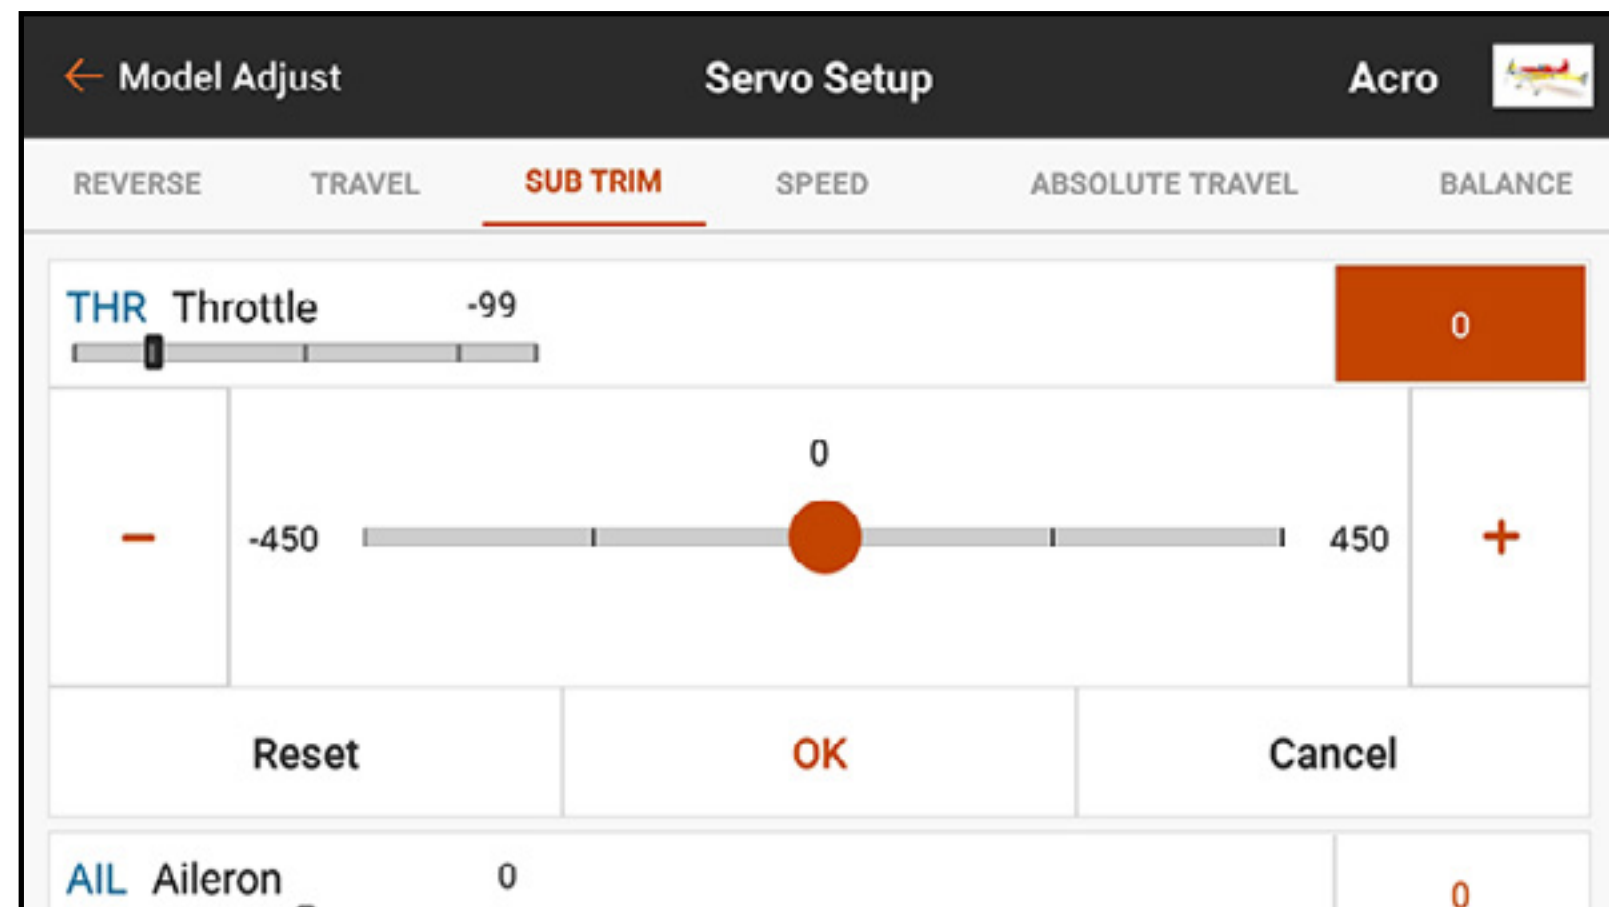 ← Model Adjust Servo Setup Acro
REVERSE TRAVEL SUB TRIM SPEED ABSOLUTE TRAVEL BALANCE
THR Throttle -99 0
0
− -450 450 +
Reset OK Cancel
AIL Aileron 0 0